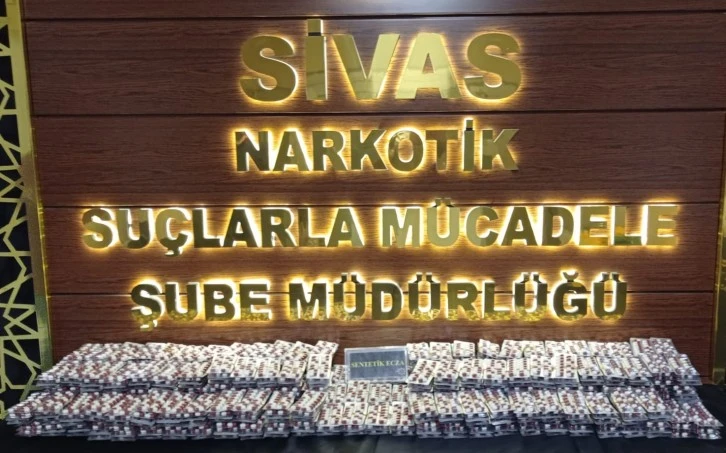 SİVAS
NARKOTİK
SUÇLARLA MÜCADELE
ŞUBE MÜDÜRLÜĞÜ
SENTETİK ECZA